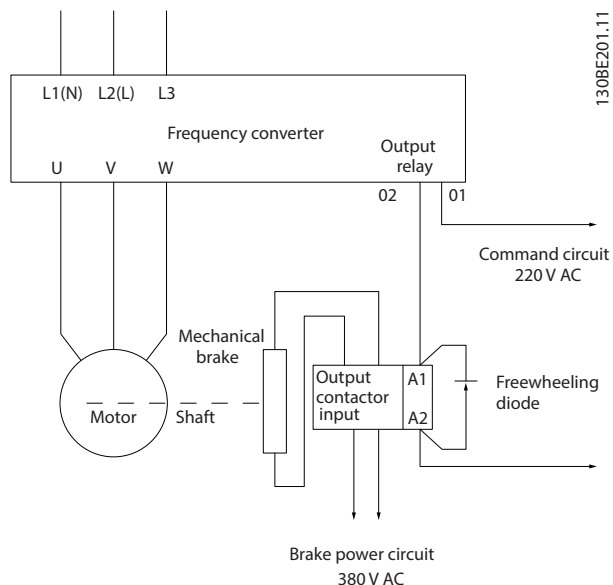 130BE201.11
L1(N) L2(L) L3
Frequency converter
Output
relay
U V W
02 01
Command circuit
220 V AC
Mechanical
brake
Output
contactor
input
A1
A2
Freewheeling
diode
Motor
Shaft
Brake power circuit
380 V AC